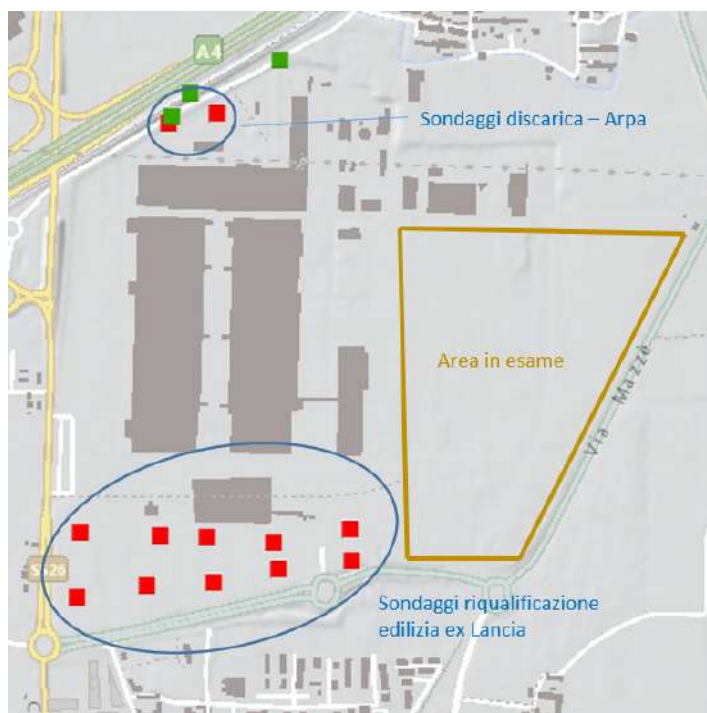 A4
Sondaggi discarica – Arpa
Area in esame
Via Mazzè
SS26
Sondaggi riqualificazione
edilizia ex Lancia